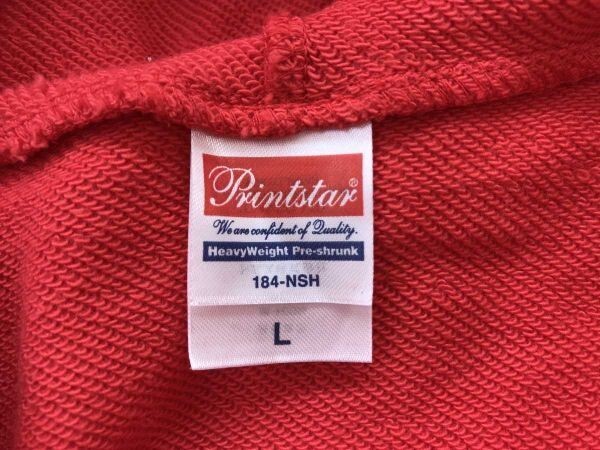 Printstar®
We are confident of Quality.
HeavyWeight Pre-shrunk
184-NSH
L